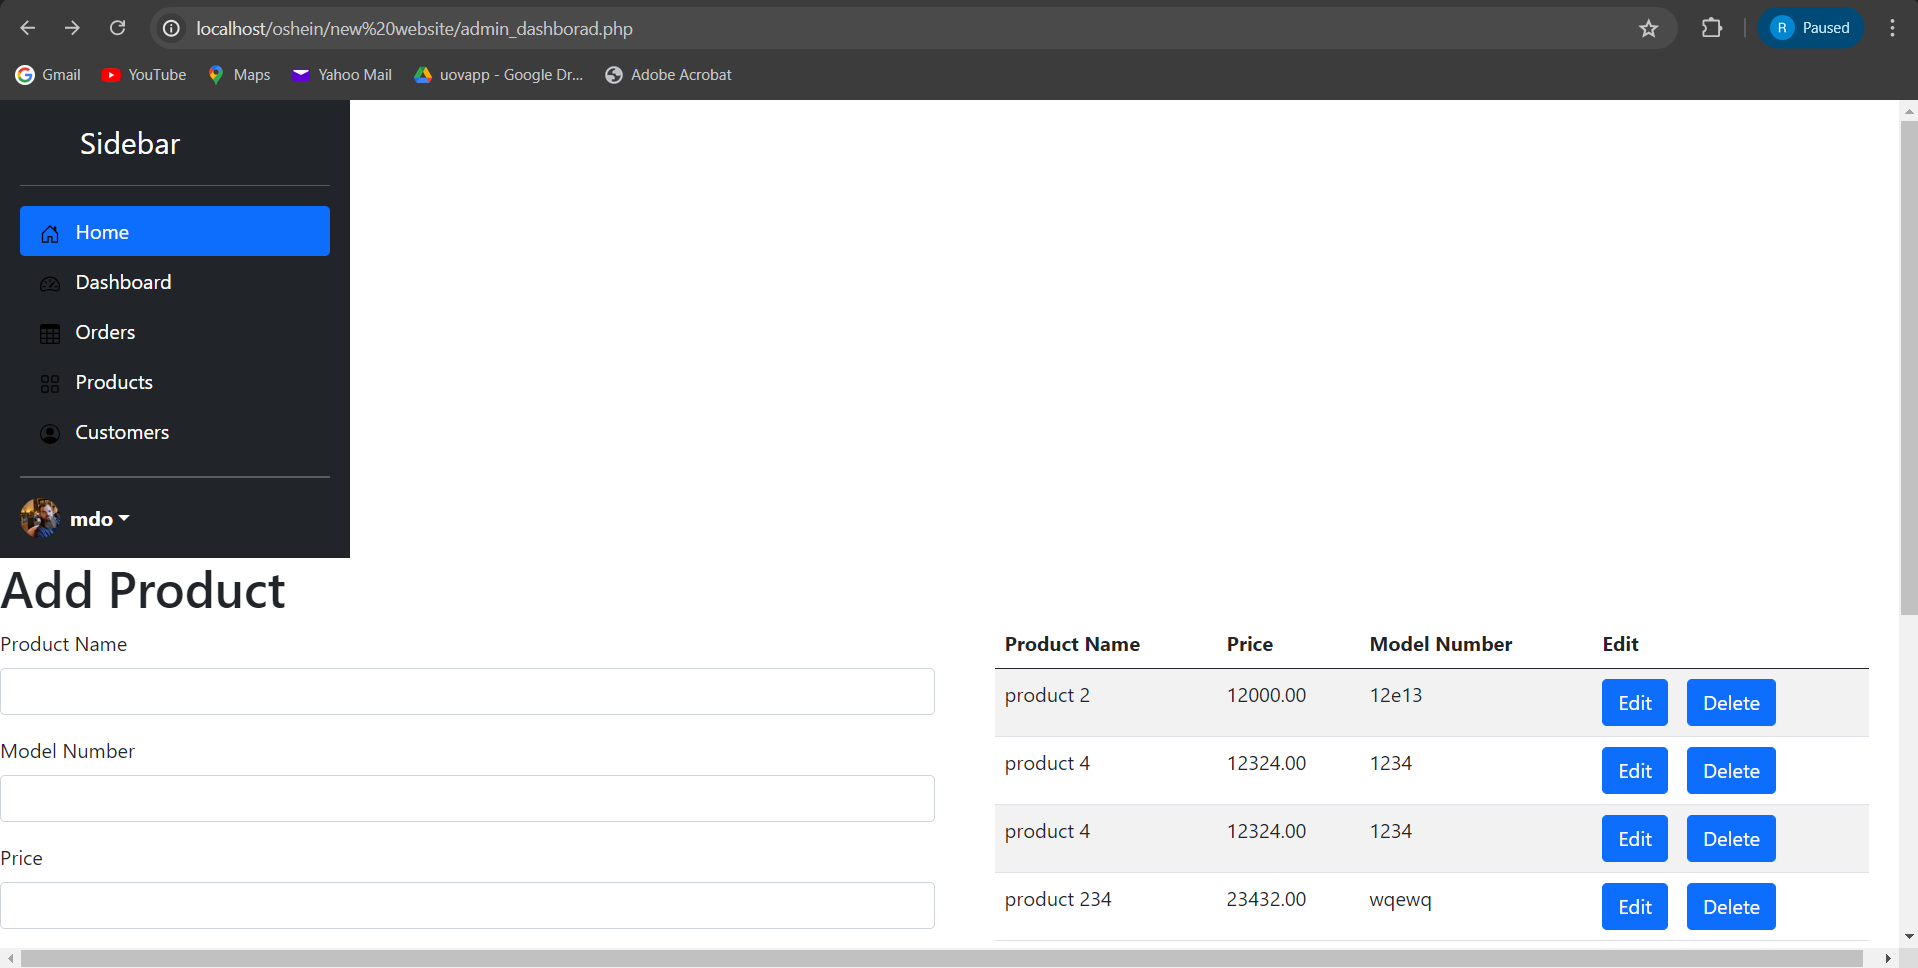 localhost/oshein/new%20website/admin_dashborad.php
R Paused
Gmail YouTube Maps Yahoo Mail uovapp - Google Dr... Adobe Acrobat
Sidebar
Home
Dashboard
Orders
Products
Customers
mdo
Add Product
Product Name
Model Number
Price
Product Name Price Model Number Edit
product 2 12000.00 12e13 Edit Delete
product 4 12324.00 1234 Edit Delete
product 4 12324.00 1234 Edit Delete
product 234 23432.00 wqewq Edit Delete